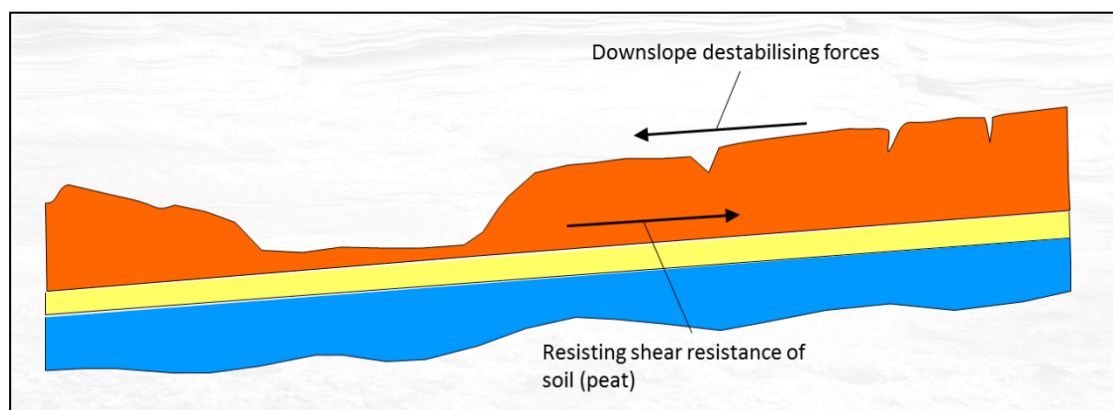 Downslope destabilising forces
Resisting shear resistance of
soil (peat)